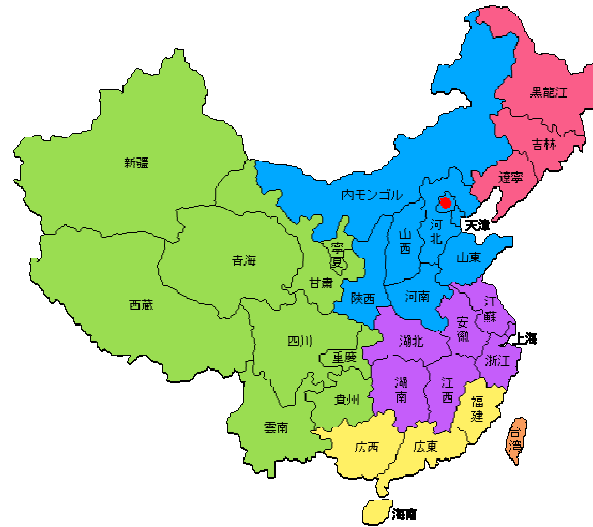 黒龍江
吉林
遼寧
新疆
内モンゴル
天津
河北
山西
山東
寧夏
青海
甘粛
陝西
河南
西蔵
江蘇
安徽
上海
四川
重慶
湖北
浙江
湖南
江西
貴州
福建
雲南
広西
広東
台湾
海南